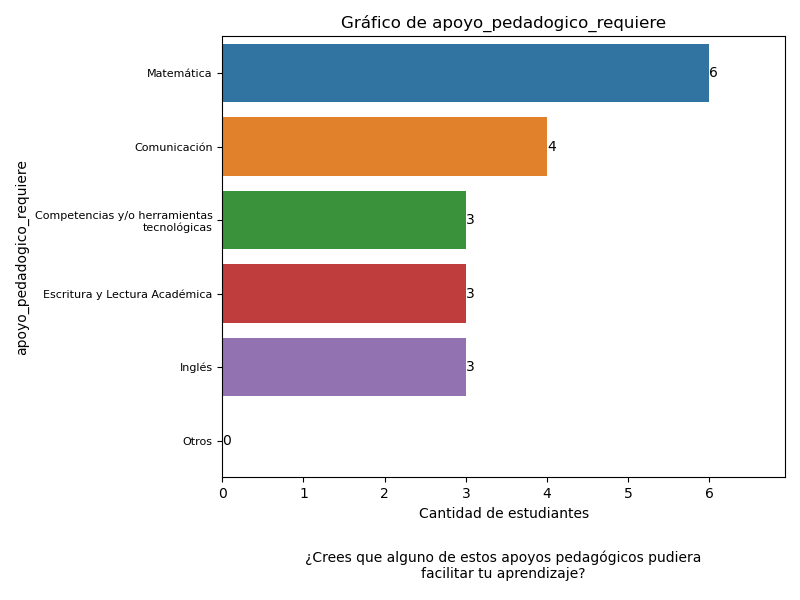 Gráfico de apoyo_pedadogico_requiere
apoyo_pedadogico_requiere
Matemática
6
Comunicación
4
Competencias y/o herramientas
tecnológicas
3
Escritura y Lectura Académica
3
Inglés
3
Otros
0
0 1 2 3 4 5 6
Cantidad de estudiantes
¿Crees que alguno de estos apoyos pedagógicos pudiera
facilitar tu aprendizaje?